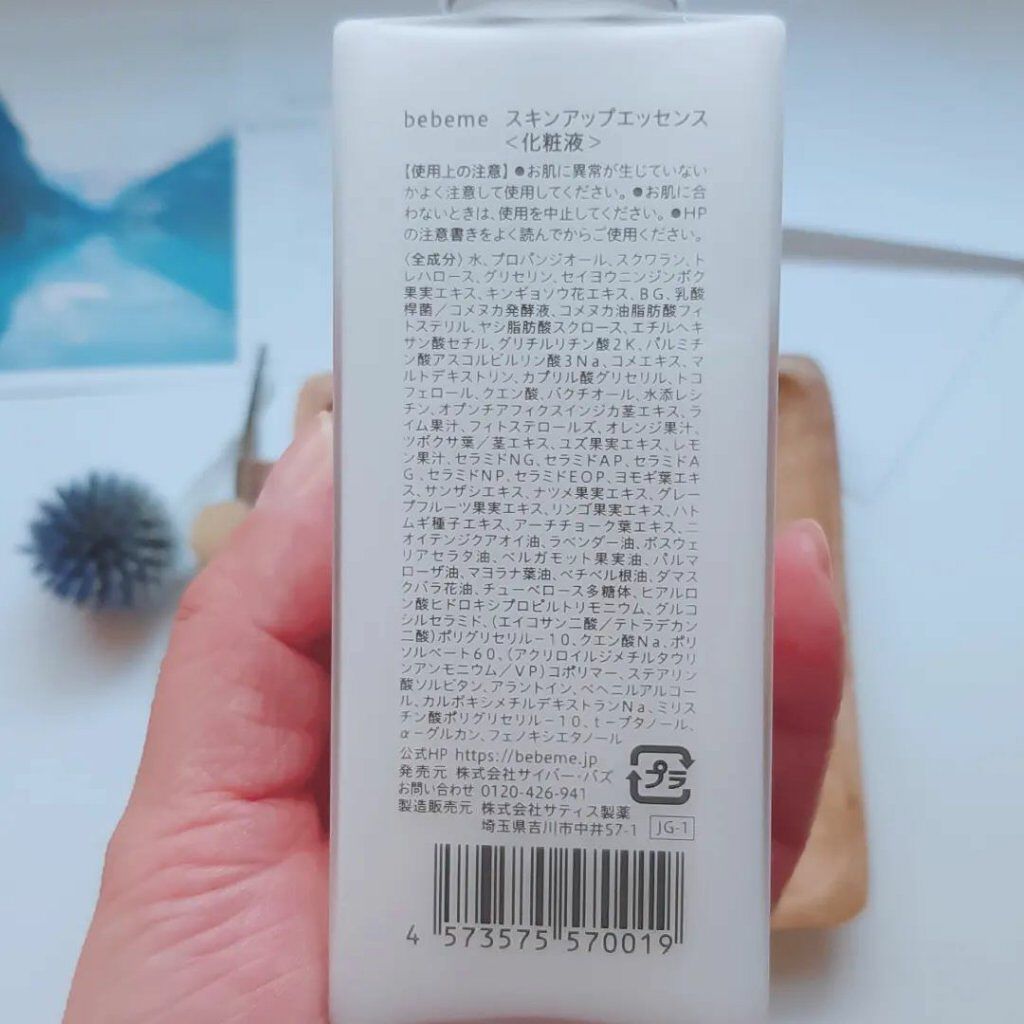 bebeme スキンアップエッセンス
<化粧液>
【使用上の注意】●お肌に異常が生じていない
かよく注意して使用してください。●お肌に合
わないときは、使用を中止してください。●HP
の注意書きをよく読んでからご使用ください。
〈全成分〉水、プロパンジオール、スクワラン、ト
レハロース、グリセリン、セイヨウニンジンボク
果実エキス、キンギョソウ花エキス、BG、乳酸
桿菌/コメヌカ発酵液、コメヌカ油脂肪酸フィ
トステリル、ヤシ脂肪酸スクロース、エチルヘキ
サン酸セチル、グリチルリチン酸2K、パルミチ
ン酸アスコルビルリン酸3Na、コメエキス、マ
ルトデキストリン、カプリル酸グリセリル、トコ
フェロール、クエン酸、バクチオール、水添レシ
チン、オプンチアフィクスインジカ茎エキス、ラ
イム果汁、フィトステロールズ、オレンジ果汁、
ツボクサ葉/茎エキス、ユズ果実エキス、レモ
ン果汁、セラミドNG、セラミドAP、セラミドA
G、セラミドNP、セラミドEOP、ヨモギ葉エキ
ス、サンザシエキス、ナツメ果実エキス、グレー
プフルーツ果実エキス、リンゴ果実エキス、ハト
ムギ種子エキス、アーチチョーク葉エキス、ニ
オイテンジクアオイ油、ラベンダー油、ボスウェ
リアセラタ油、ベルガモット果実油、パルマ
ローザ油、マヨラナ葉油、ベチベル根油、ダマス
クバラ花油、チューベロース多糖体、ヒアルロ
ン酸ヒドロキシプロピルトリモニウム、グルコ
シルセラミド、(エイコサン二酸/テトラデカン
二酸)ポリグリセリル-10、クエン酸Na、ポリ
ソルベート60、(アクリロイルジメチルタウリ
ンアンモニウム/VP)コポリマー、ステアリン
酸ソルビタン、アラントイン、ベヘニルアルコー
ル、カルボキシメチルデキストランNa、ミリス
チン酸ポリグリセリル-10、t-ブタノール、
α-グルカン、フェノキシエタノール
公式HP https://bebeme.jp
発売元 株式会社サイバー・バズ
プラ
お問い合わせ 0120-426-941
製造販売元 株式会社サティス製薬
埼玉県吉川市中井57-1 JG-1
4 573575 570019